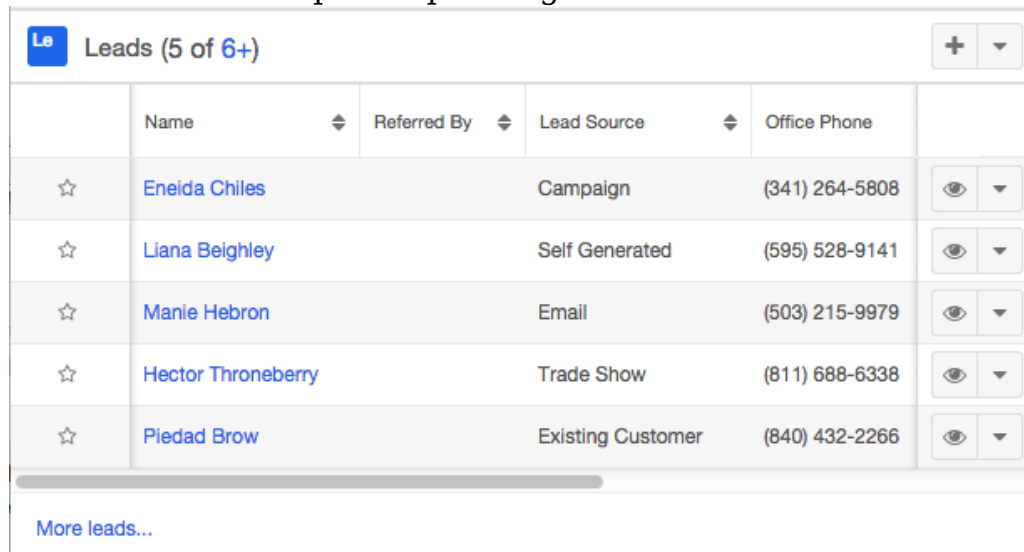 Le Leads (5 of 6+)
Name Referred By Lead Source Office Phone
Eneida Chiles Campaign (341) 264-5808
Liana Beighley Self Generated (595) 528-9141
Manie Hebron Email (503) 215-9979
Hector Throneberry Trade Show (811) 688-6338
Piedad Brow Existing Customer (840) 432-2266
More leads...